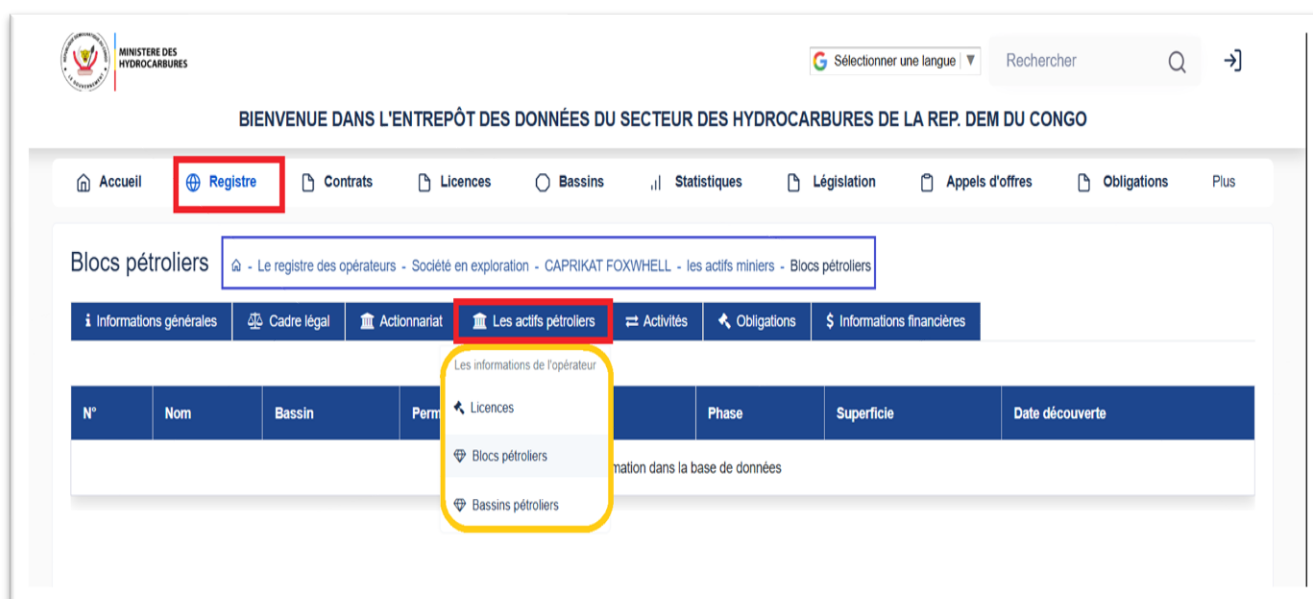 MINISTERE DES
HYDROCARBURES
Sélectionner une langue ▼
Rechercher
BIENVENUE DANS L'ENTREPÔT DES DONNÉES DU SECTEUR DES HYDROCARBURES DE LA REP. DEM DU CONGO
Accueil Registre Contrats Licences Bassins Statistiques Législation Appels d'offres Obligations Plus
Blocs pétroliers - Le registre des opérateurs - Société en exploration - CAPRIKAT FOXWHELL - les actifs miniers - Blocs pétroliers
Informations générales Cadre légal Actionnariat Les actifs pétroliers Activités Obligations $ Informations financières
Les informations de l'opérateur
N° Nom Bassin Perm Phase Superficie Date découverte
Licences
Blocs pétroliers
mation dans la base de données
Bassins pétroliers